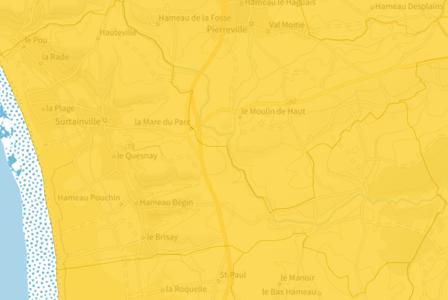 Hameau le Haguais
Hameau Desplains
Hameau de la Fosse
Val Morne
Pierreville
Hauteville
le Pou
la Rade
la Plage
Surtainville
la Mare du Parc
le Moulin de Haut
le Quesnay
Hameau Pouchin
Hameau Bégin
le Brisay
St-Paul
le Manoir
la Roquelle
le Bas Hameau